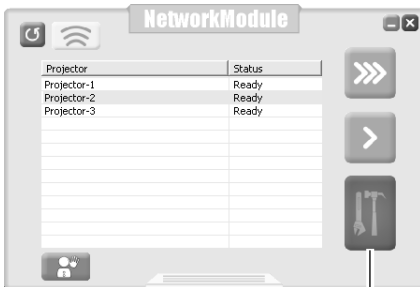 NetworkModule
Projector Status
Projector-1 Ready
Projector-2 Ready
Projector-3 Ready